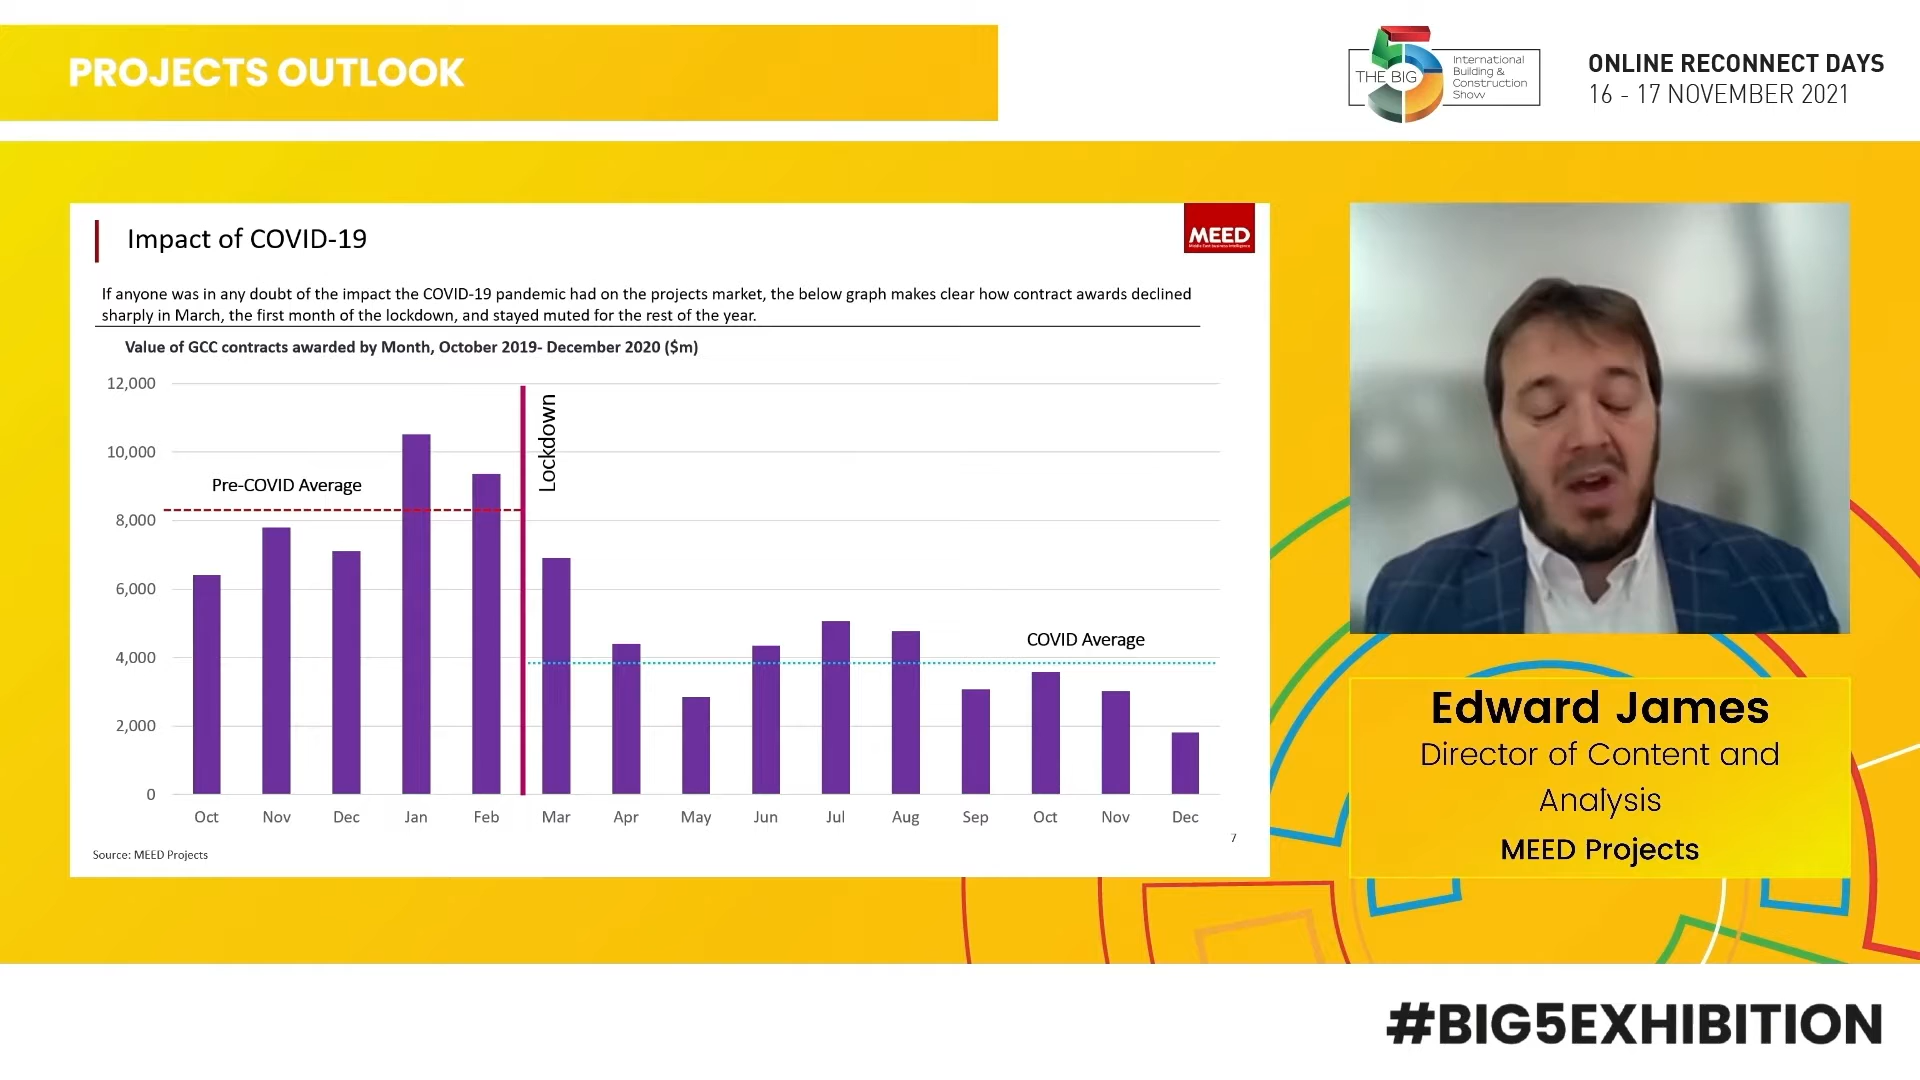 PROJECTS OUTLOOK
THE BIG 5
International
Building &
Construction
Show
ONLINE RECONNECT DAYS
16 - 17 NOVEMBER 2021
Impact of COVID-19
MEED
Middle East business intelligence
If anyone was in any doubt of the impact the COVID-19 pandemic had on the projects market, the below graph makes clear how contract awards declined
sharply in March, the first month of the lockdown, and stayed muted for the rest of the year.
Value of GCC contracts awarded by Month, October 2019- December 2020 ($m)
12,000
10,000
8,000
6,000
4,000
2,000
0
Pre-COVID Average
Lockdown
COVID Average
Oct Nov Dec Jan Feb Mar Apr May Jun Jul Aug Sep Oct Nov Dec
7
Source: MEED Projects
Edward James
Director of Content and
Analysis
MEED Projects
#BIG5EXHIBITION